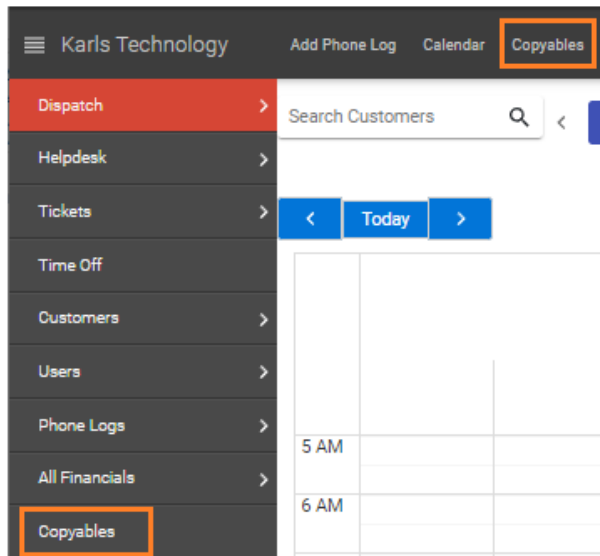 Karls Technology
Add Phone Log
Calendar
Copyables
Dispatch
Helpdesk
Tickets
Time Off
Customers
Users
Phone Logs
All Financials
Copyables
Search Customers
Today
5 AM
6 AM